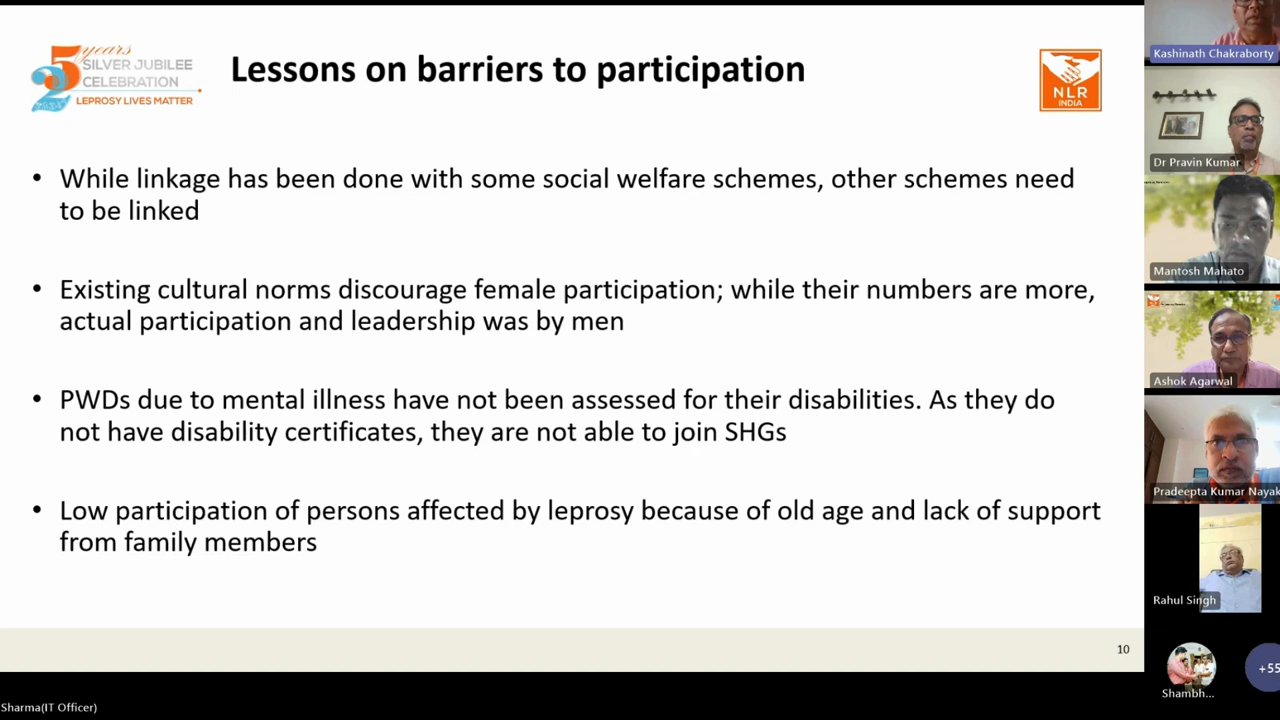 25 years
SILVER JUBILEE
CELEBRATION
LEPROSY LIVES MATTER
Lessons on barriers to participation
NLR
INDIA
• While linkage has been done with some social welfare schemes, other schemes need
to be linked
• Existing cultural norms discourage female participation; while their numbers are more,
actual participation and leadership was by men
• PWDs due to mental illness have not been assessed for their disabilities. As they do
not have disability certificates, they are not able to join SHGs
• Low participation of persons affected by leprosy because of old age and lack of support
from family members
10
Kashinath Chakraborty
Dr Pravin Kumar
Mantosh Mahato
Ashok Agarwal
Pradeepta Kumar Nayak
Rahul Singh
Shambh...
+55
Sharma(IT Officer)